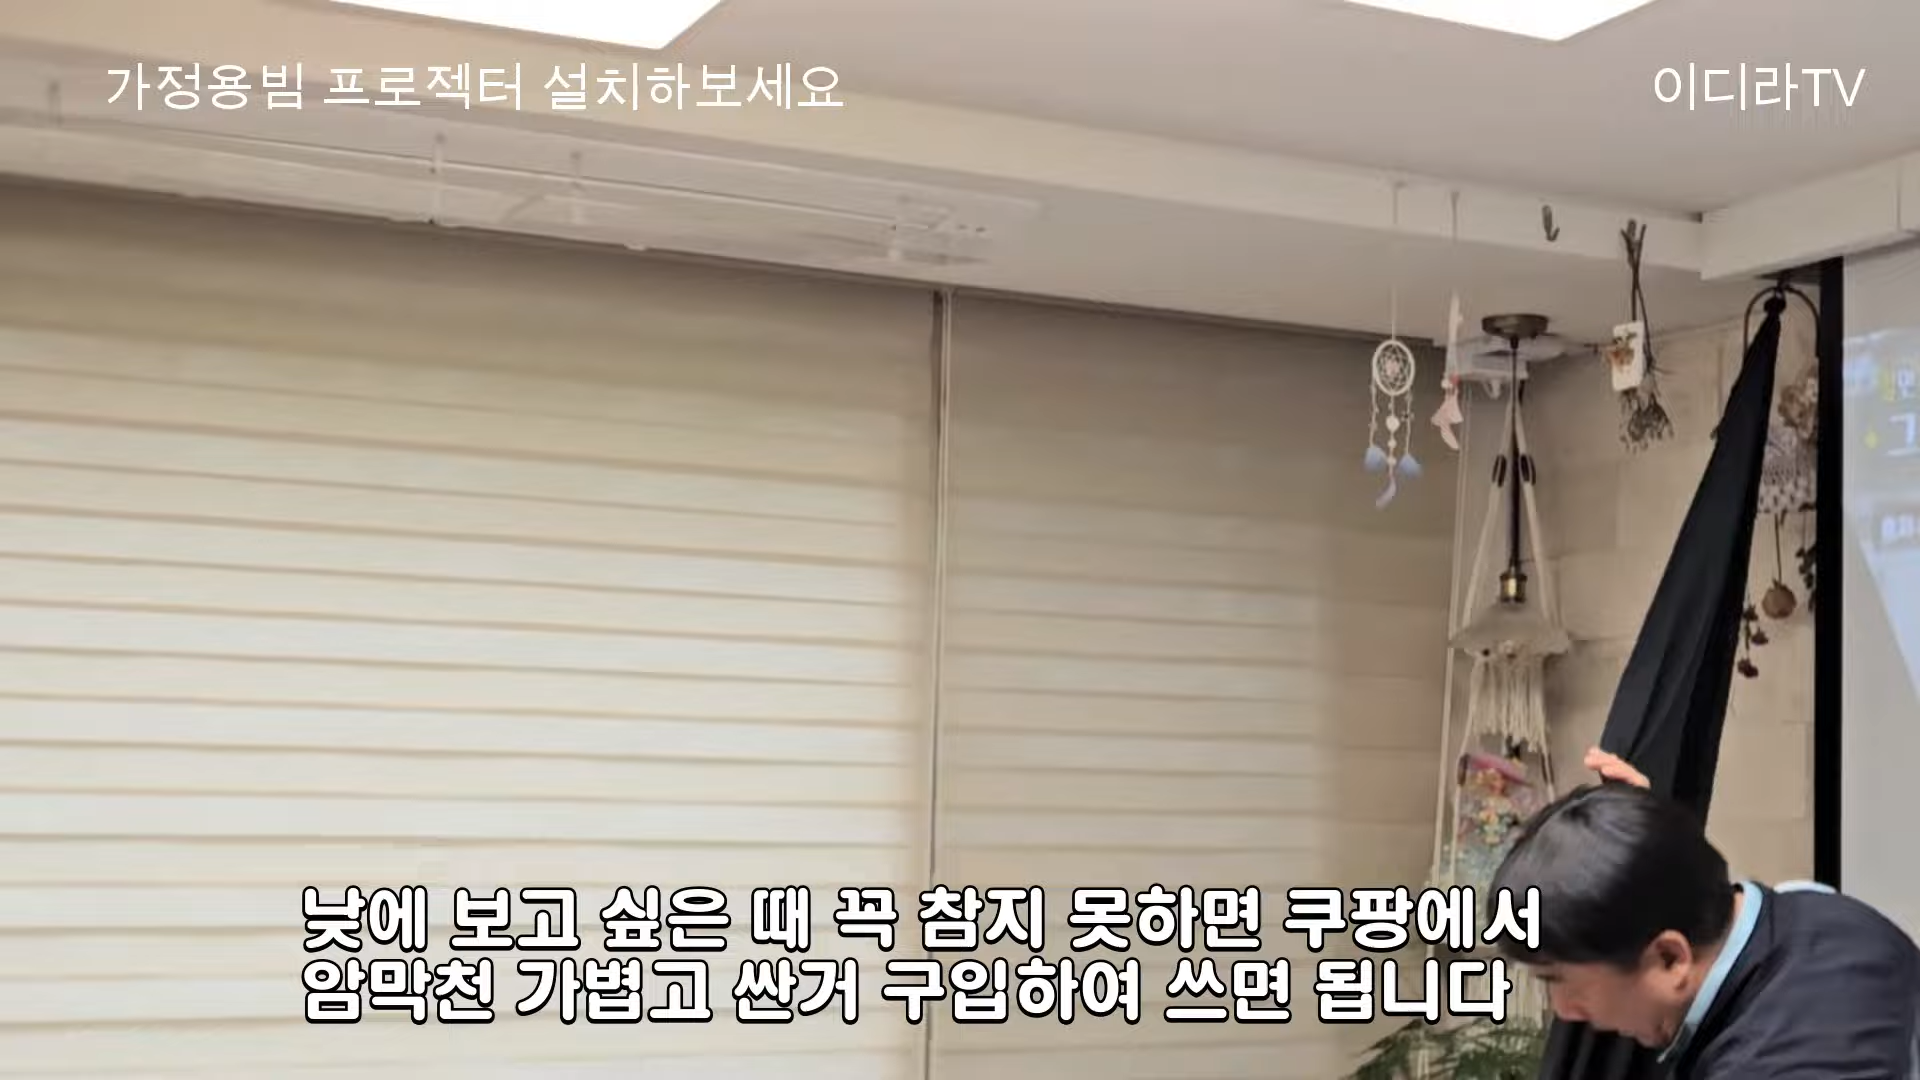 가정용빔 프로젝터 설치하보세요
이디라TV
낮에 보고 싶은 때 꼭 참지 못하면 쿠팡에서
암막천 가볍고 싼거 구입하여 쓰면 됩니다